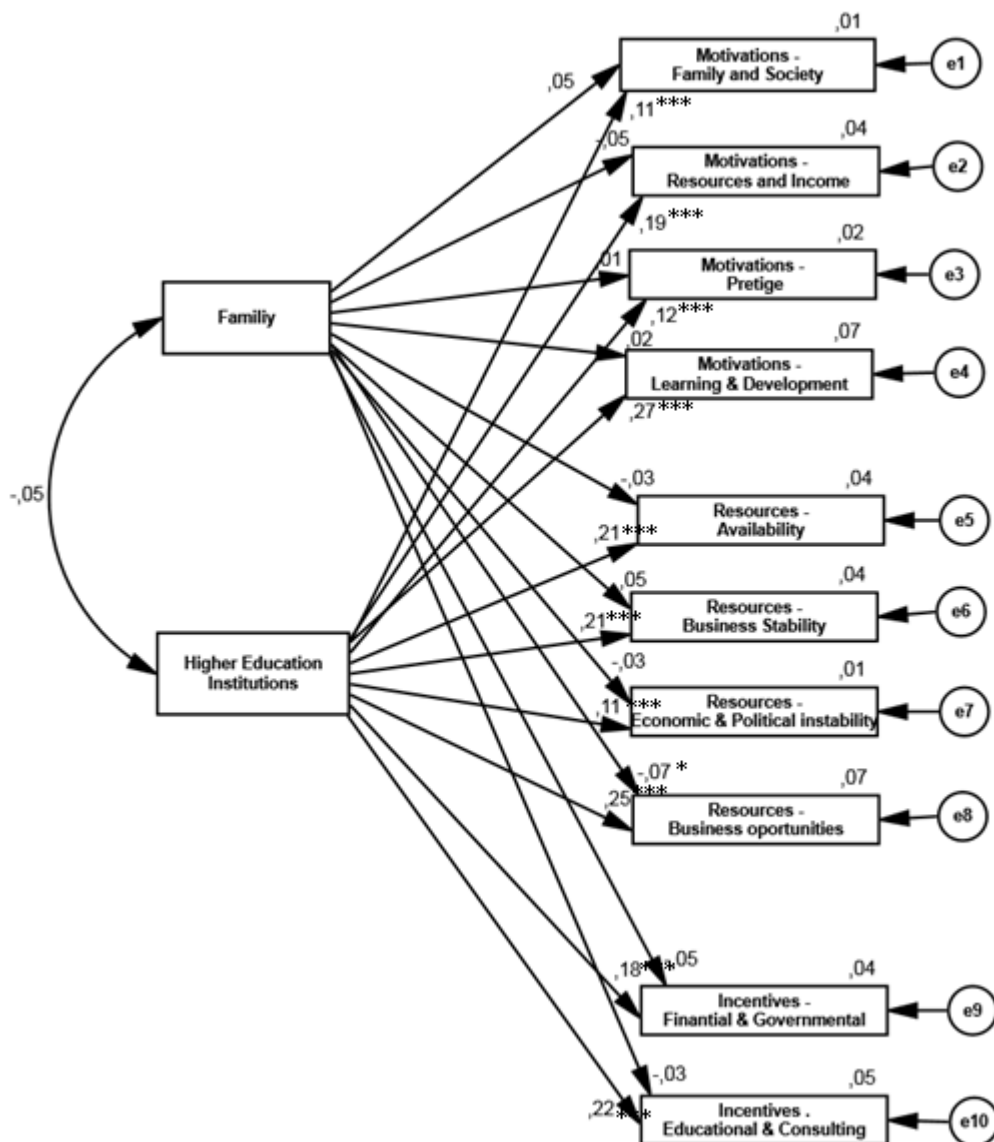 ,01
Motivations -
Family and Society
e1
,05
,11 ***
-,05
,04
Motivations -
Resources and Income
e2
,19 ***
,01
,02
Motivations -
Pretige
e3
,12 ***
,02
,07
Motivations -
Learning & Development
e4
,27 ***
Familiy
-,05
-,03
,04
Resources -
Availability
e5
,21 ***
,05
,04
Resources -
Business Stability
e6
,21 ***
Higher Education
Institutions
-,03
,01
Resources -
Economic & Political instability
e7
,11 ***
-,07 *
,07
Resources -
Business oportunities
e8
,25 ***
,05
,04
Incentives -
Finantial & Governmental
e9
,18 ***
-,03
,05
Incentives .
Educational & Consulting
e10
,22 ***